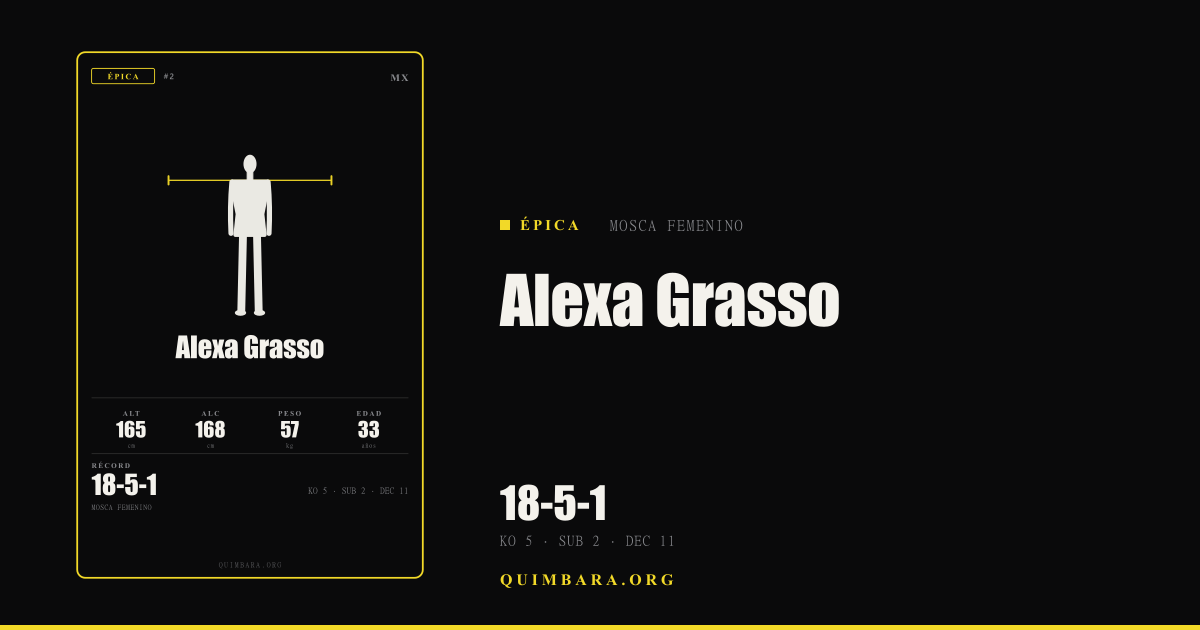 ÉPICA #2 MX
Alexa Grasso
ALT ALC PESO EDAD
165 168 57 33
cm cm kg años
RÉCORD
18-5-1 KO 5 · SUB 2 · DEC 11
MOSCA FEMENINO
QUIMBARA.ORG
ÉPICA MOSCA FEMENINO
Alexa Grasso
18-5-1
KO 5 · SUB 2 · DEC 11
QUIMBARA.ORG